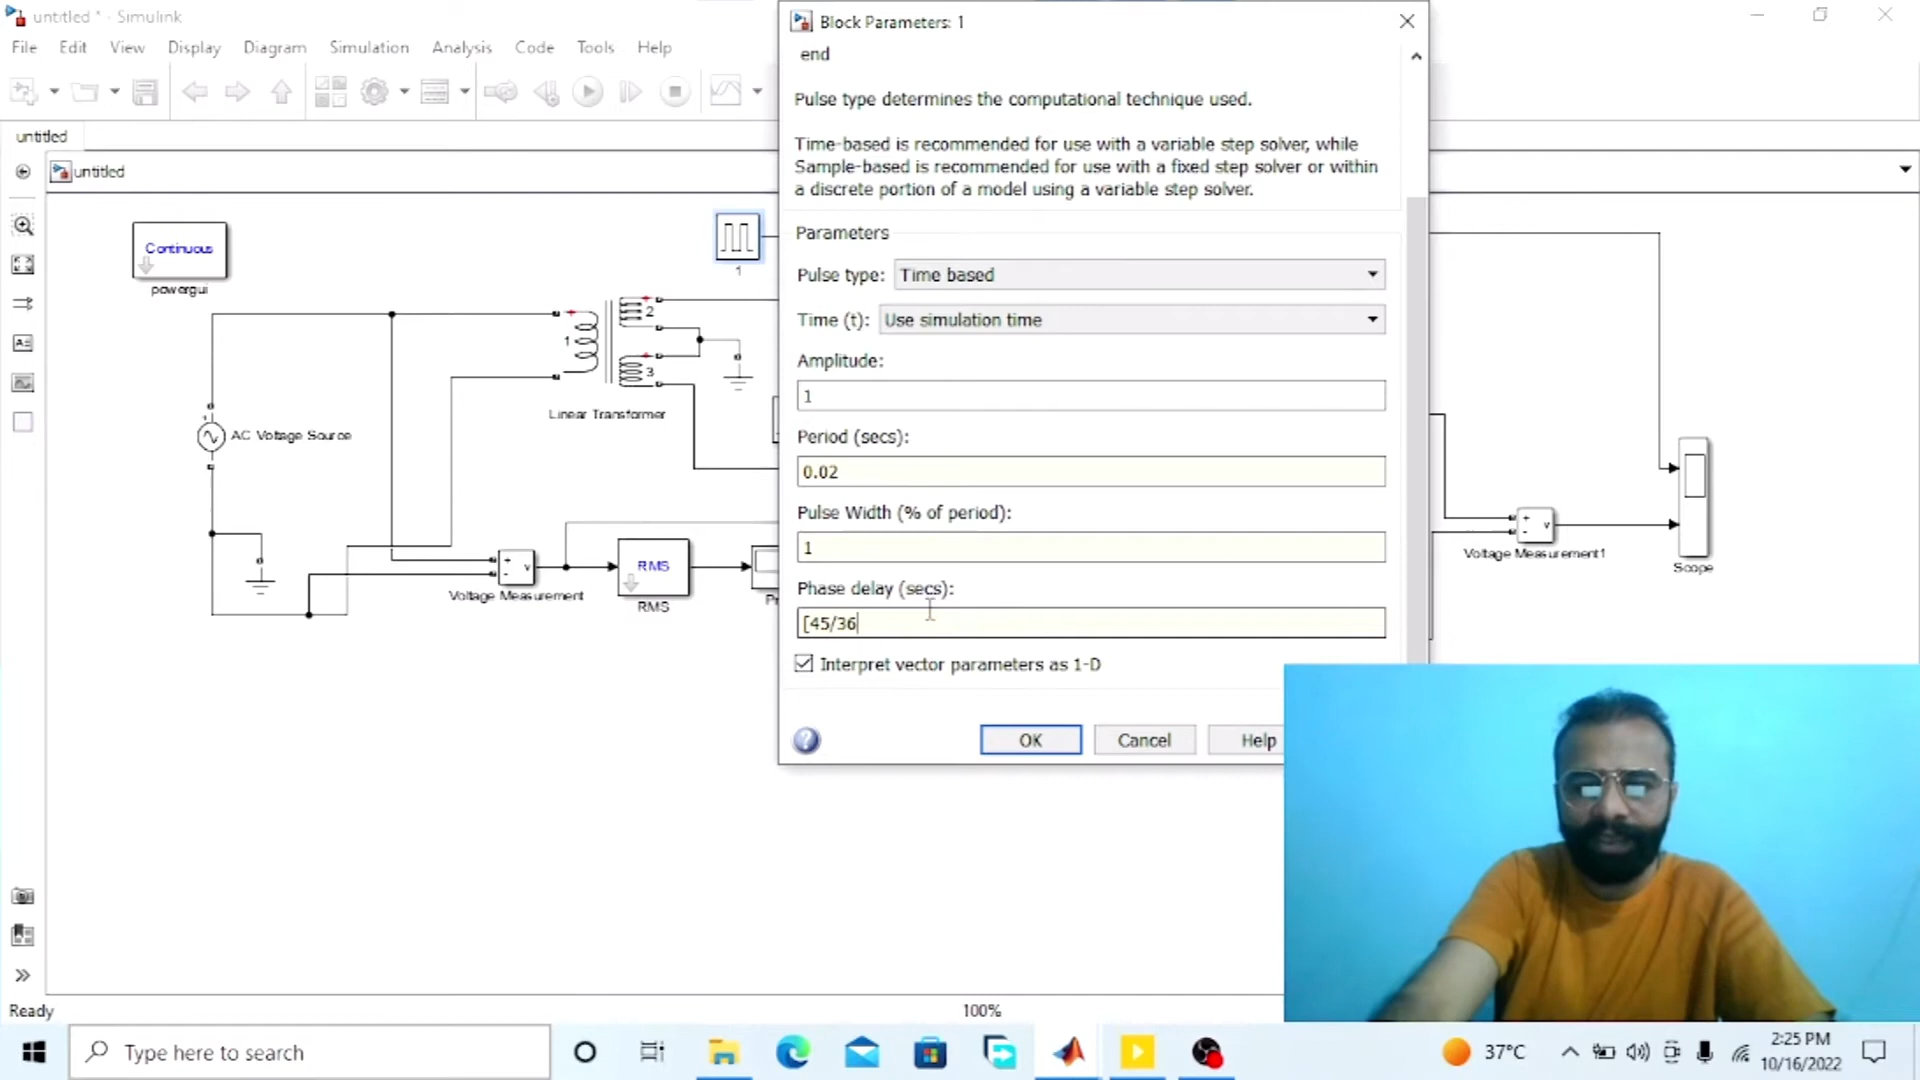 untitled * - Simulink
File Edit View Display Diagram Simulation Analysis Code Tools Help
untitled
untitled
Continuous
powergui
1
1
2
3
Linear Transformer
AC Voltage Source
+
-
v
Voltage Measurement
RMS
RMS
+
-
v
Voltage Measurement1
Scope
Block Parameters: 1
end
Pulse type determines the computational technique used.
Time-based is recommended for use with a variable step solver, while
Sample-based is recommended for use with a fixed step solver or within
a discrete portion of a model using a variable step solver.
Parameters
Pulse type: Time based
Time (t): Use simulation time
Amplitude:
1
Period (secs):
0.02
Pulse Width (% of period):
1
Phase delay (secs):
[45/36
Interpret vector parameters as 1-D
OK Cancel Help
Ready
100%
Type here to search
37°C
2:25 PM
10/16/2022